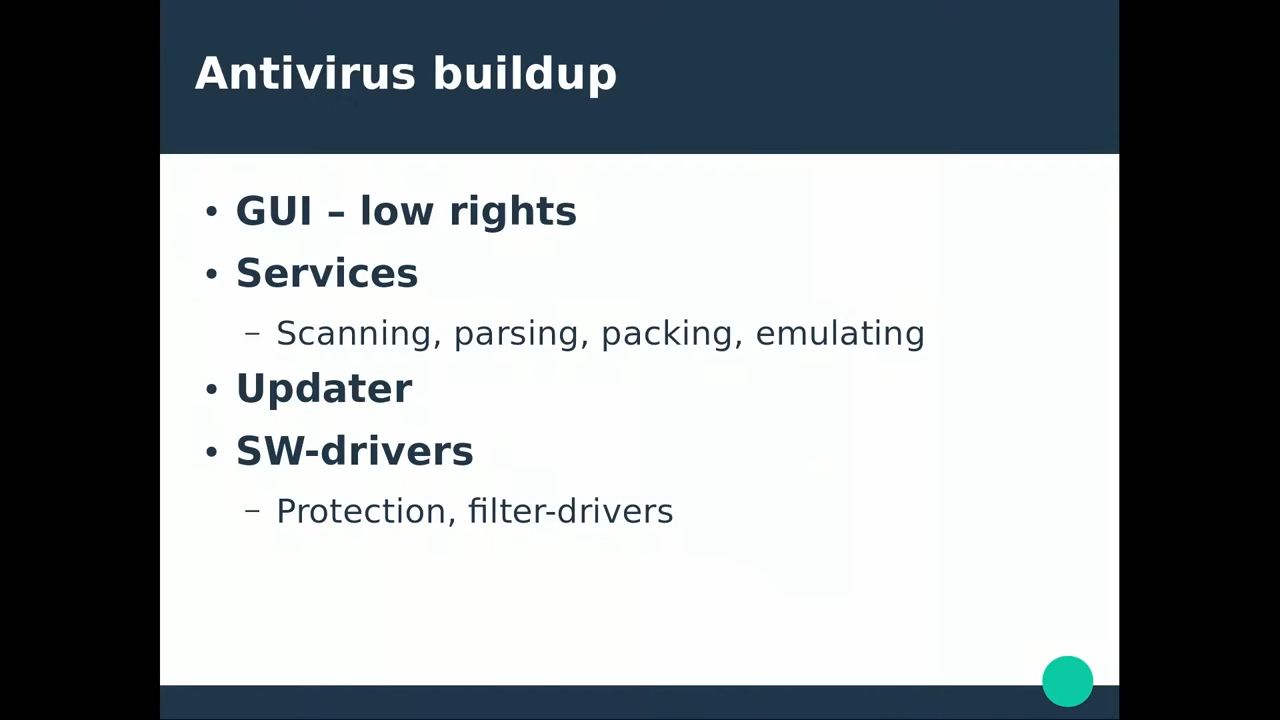 Antivirus buildup
• GUI – low rights
• Services
– Scanning, parsing, packing, emulating
• Updater
• SW-drivers
– Protection, filter-drivers